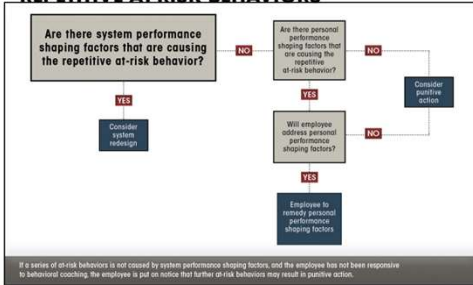 REPETITIVE AT-RISK BEHAVIORS
Are there system performance
shaping factors that are causing
the repetitive at-risk behavior?
NO
Are there personal
performance
shaping factors that
are causing the
repetitive
at-risk behavior?
NO
Consider
punitive
action
YES
Consider
system
redesign
YES
Will employee
address personal
performance
shaping factors?
NO
YES
Employee to
remedy personal
performance
shaping factors
If a series of at-risk behaviors is not caused by system performance shaping factors, and the employee has not been responsive
to behavioral coaching, the employee is put on notice that further at-risk behaviors may result in punitive action.